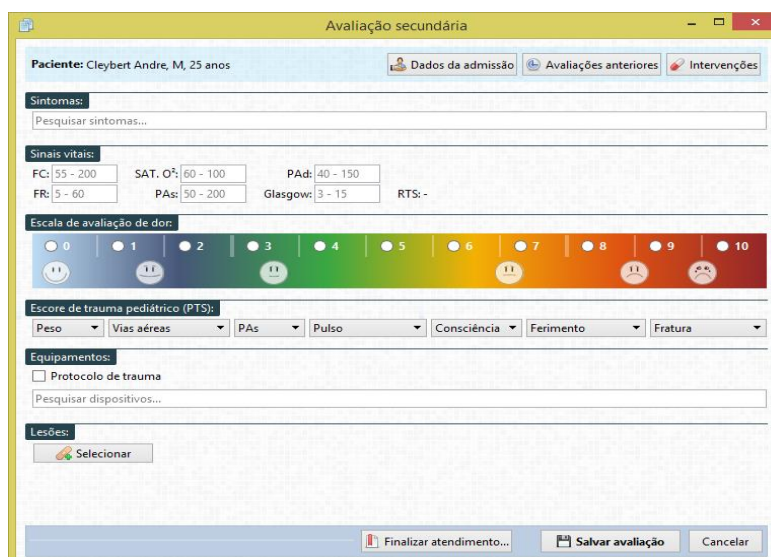 Avaliação secundária
Paciente: Cleybert Andre, M, 25 anos
Dados da admissão
Avaliações anteriores
Intervenções
Sintomas:
Pesquisar sintomas...
Sinais vitais:
FC: 55 - 200 SAT. O²: 60 - 100 PAd: 40 - 150
FR: 5 - 60 PAs: 50 - 200 Glasgow: 3 - 15 RTS: -
Escala de avaliação de dor:
0 1 2 3 4 5 6 7 8 9 10
Escore de trauma pediátrico (PTS):
Peso Vias aéreas PAs Pulso Consciência Ferimento Fratura
Equipamentos:
Protocolo de trauma
Pesquisar dispositivos...
Lesões:
Selecionar
Finalizar atendimento... Salvar avaliação Cancelar